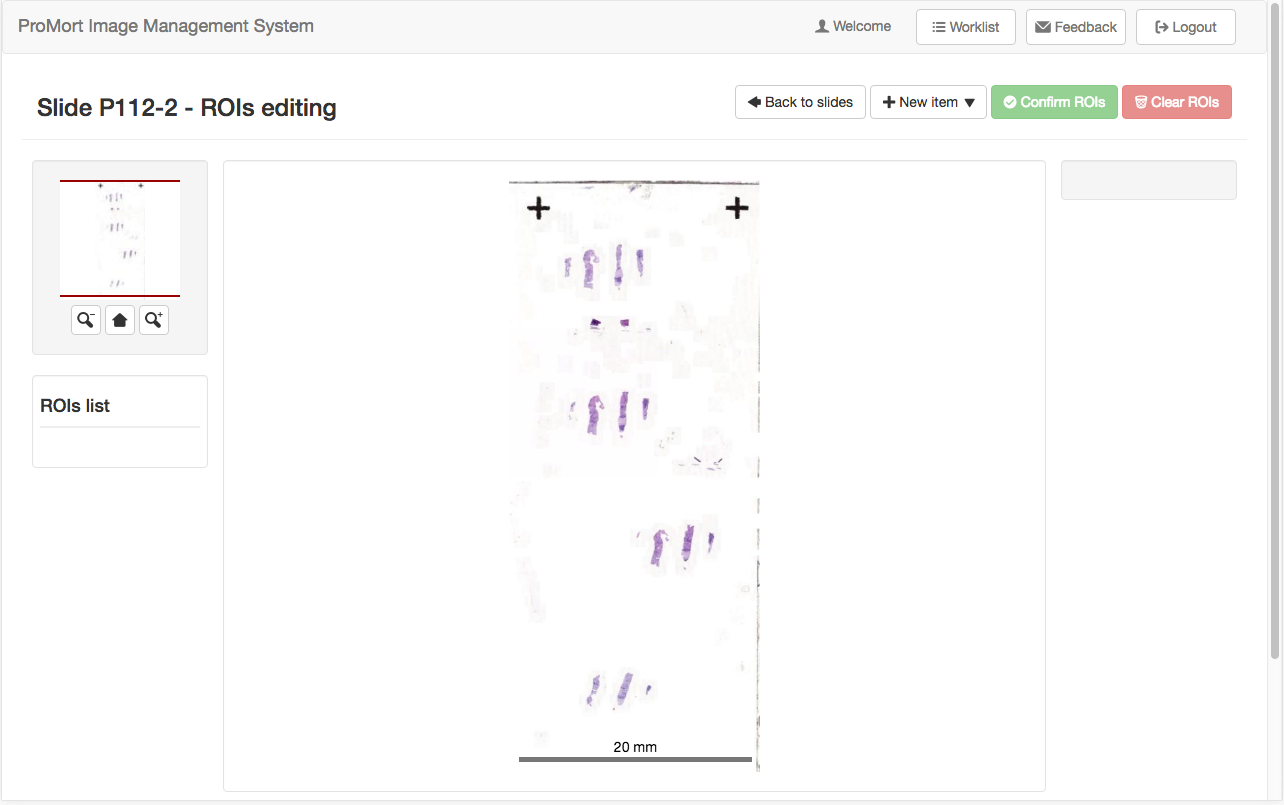 ProMort Image Management System
Welcome
Worklist
Feedback
Logout
Slide P112-2 - ROIs editing
Back to slides
New item
Confirm ROIs
Clear ROIs
ROIs list
20 mm